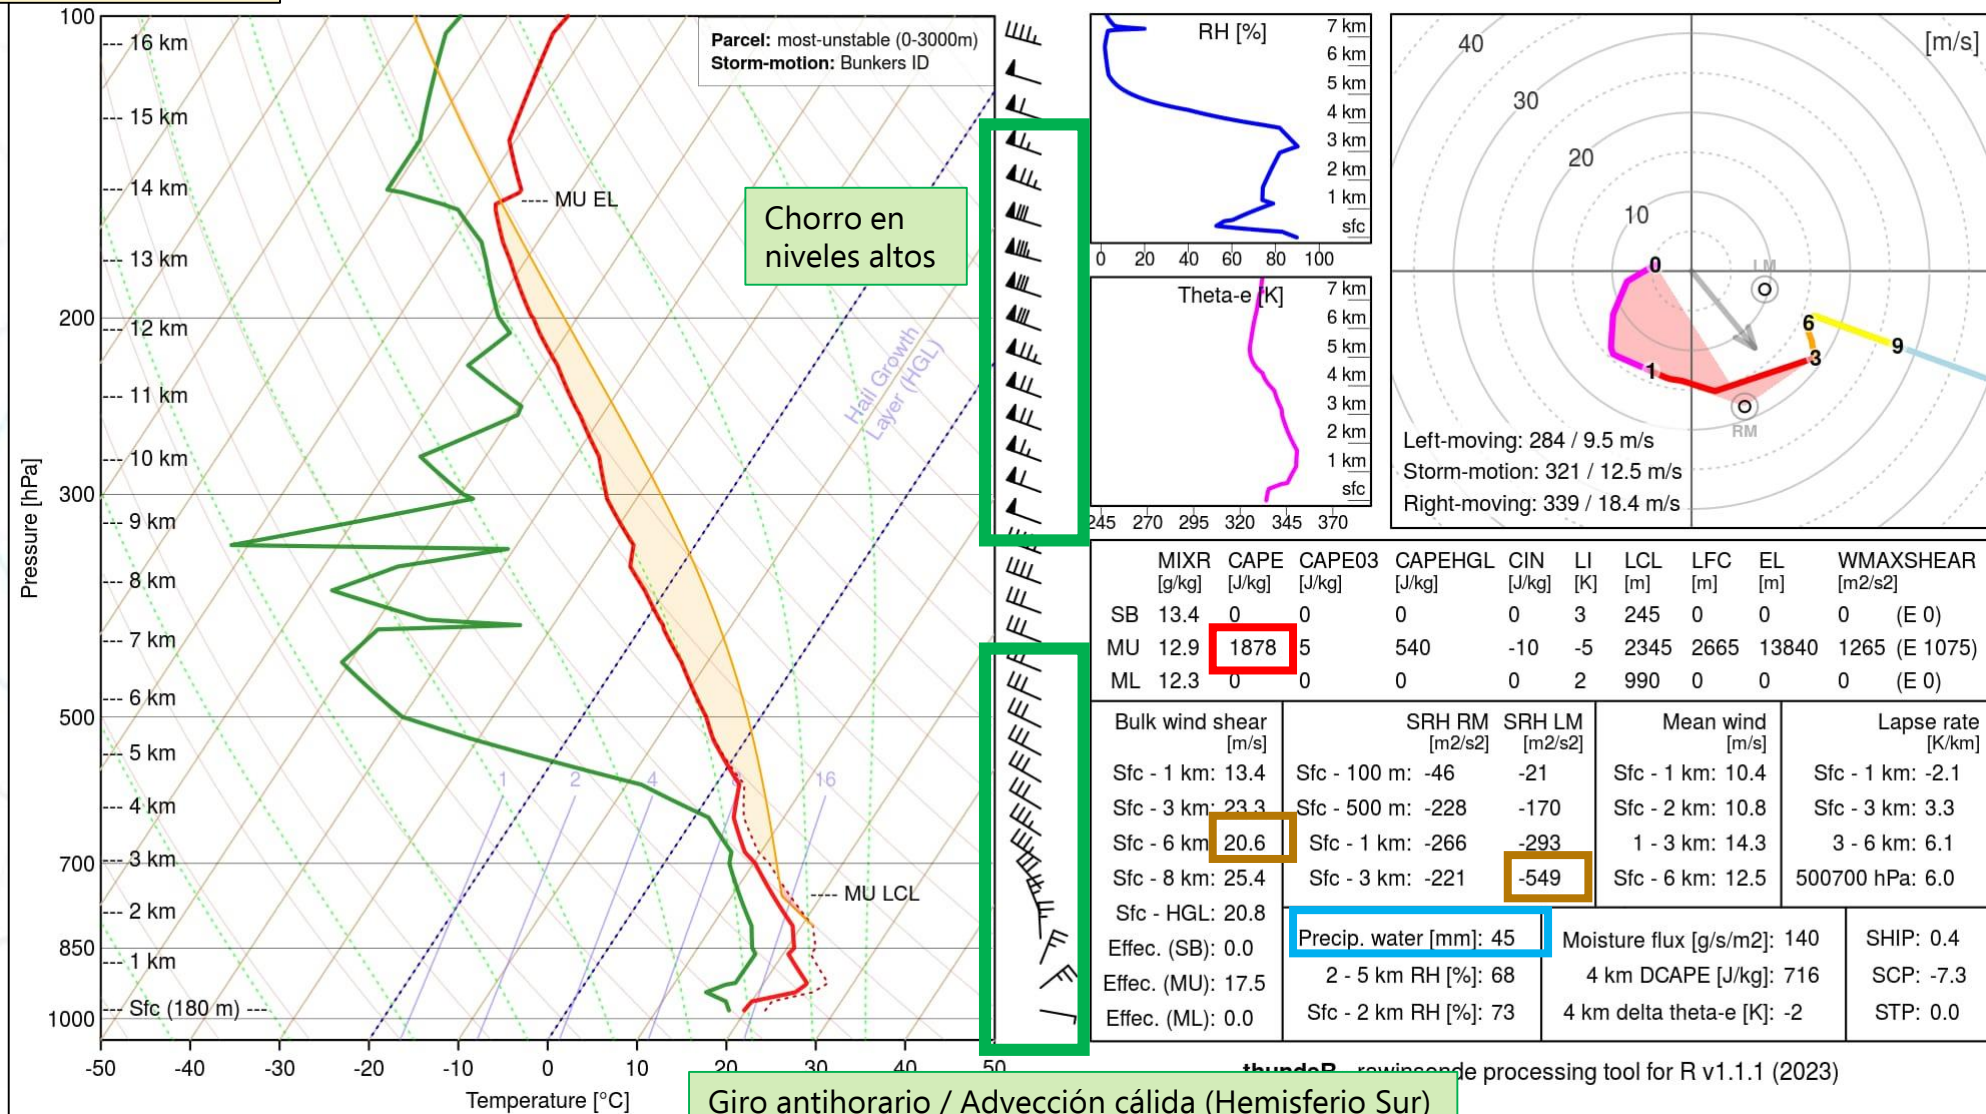 Parcel: most-unstable (0-3000m)
Storm-motion: Bunkers ID
Pressure [hPa]
100
200
300
500
700
850
1000
--- 16 km
--- 15 km
--- 14 km
--- 13 km
--- 12 km
--- 11 km
--- 10 km
--- 9 km
--- 8 km
--- 7 km
--- 6 km
--- 5 km
--- 4 km
--- 3 km
--- 2 km
--- 1 km
--- Sfc (180 m) ---
---- MU EL
---- MU LCL
Chorro en
niveles altos
Hail Growth
Layer (HGL)
1 2 4 16
-50 -40 -30 -20 -10 0 10 20 30 40 50
Temperature [°C]
Giro antihorario / Advección cálida (Hemisferio Sur)
RH [%]
7 km
6 km
5 km
4 km
3 km
2 km
1 km
sfc
0 20 40 60 80 100
Theta-e [K]
7 km
6 km
5 km
4 km
3 km
2 km
1 km
sfc
245 270 295 320 345 370
[m/s]
40
30
20
10
0
1
3
6
9
LM
RM
Left-moving: 284 / 9.5 m/s
Storm-motion: 321 / 12.5 m/s
Right-moving: 339 / 18.4 m/s
MIXR CAPE CAPE03 CAPEHGL CIN LI LCL LFC EL WMAXSHEAR
[g/kg] [J/kg] [J/kg] [J/kg] [J/kg] [K] [m] [m] [m] [m2/s2]
SB 13.4 0 0 0 0 3 245 0 0 0 (E 0)
MU 12.9 1878 5 540 -10 -5 2345 2665 13840 1265 (E 1075)
ML 12.3 0 0 0 0 2 990 0 0 0 (E 0)
Bulk wind shear
[m/s]
Sfc - 1 km: 13.4
Sfc - 3 km: 23.3
Sfc - 6 km 20.6
Sfc - 8 km: 25.4
Sfc - HGL: 20.8
Effec. (SB): 0.0
Effec. (MU): 17.5
Effec. (ML): 0.0
SRH RM SRH LM
[m2/s2] [m2/s2]
Sfc - 100 m: -46 -21
Sfc - 500 m: -228 -170
Sfc - 1 km: -266 -293
Sfc - 3 km: -221 -549
Mean wind
[m/s]
Sfc - 1 km: 10.4
Sfc - 2 km: 10.8
1 - 3 km: 14.3
Sfc - 6 km: 12.5
Lapse rate
[K/km]
Sfc - 1 km: -2.1
Sfc - 3 km: 3.3
3 - 6 km: 6.1
500700 hPa: 6.0
Precip. water [mm]: 45
2 - 5 km RH [%]: 68
Sfc - 2 km RH [%]: 73
Moisture flux [g/s/m2]: 140
4 km DCAPE [J/kg]: 716
4 km delta theta-e [K]: -2
SHIP: 0.4
SCP: -7.3
STP: 0.0
thundeR - rawinsonde processing tool for R v1.1.1 (2023)